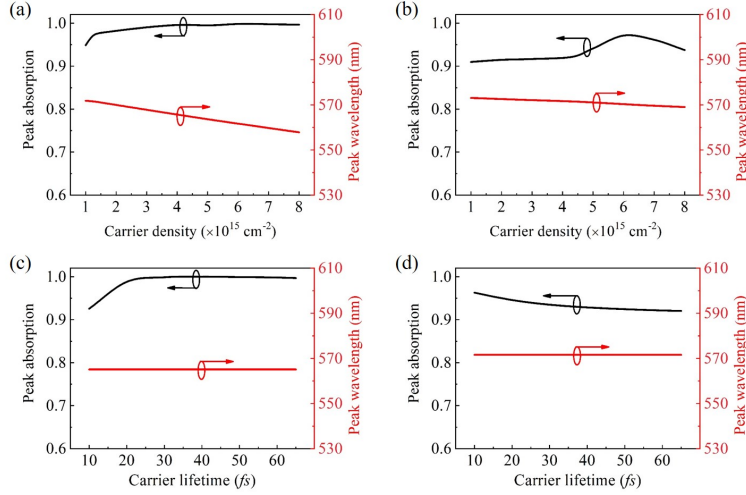 (a)
1.0
0.9
0.8
0.7
0.6
Peak absorption
1 2 3 4 5 6 7 8
Carrier density (×10¹⁵ cm⁻²)
610
590
570
550
530
Peak wavelength (nm)
(b)
1.0
0.9
0.8
0.7
0.6
Peak absorption
1 2 3 4 5 6 7 8
Carrier density (×10¹⁵ cm⁻²)
610
590
570
550
530
Peak wavelength (nm)
(c)
1.0
0.9
0.8
0.7
0.6
Peak absorption
10 20 30 40 50 60
Carrier lifetime (fs)
610
590
570
550
530
Peak wavelength (nm)
(d)
1.0
0.9
0.8
0.7
0.6
Peak absorption
10 20 30 40 50 60
Carrier lifetime (fs)
610
590
570
550
530
Peak wavelength (nm)